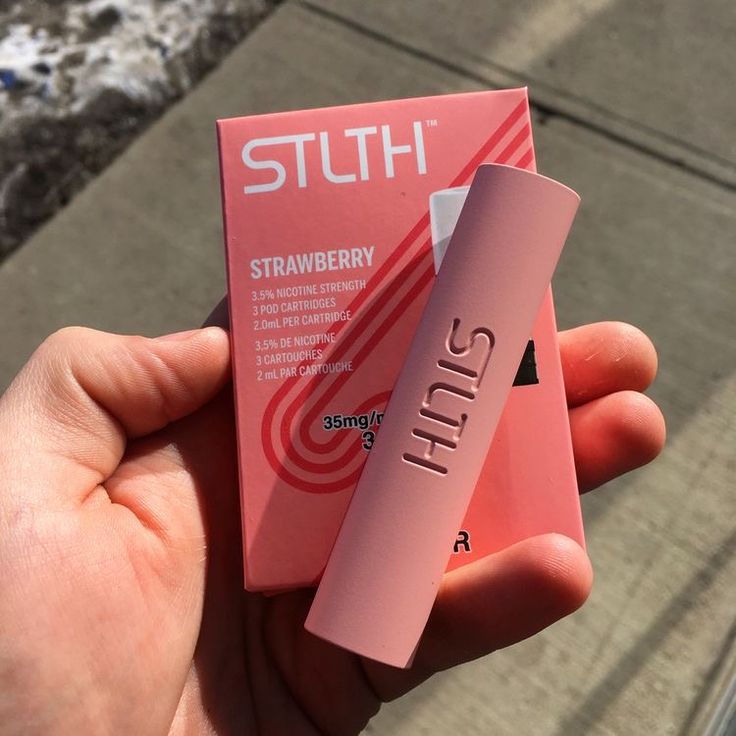 STLTH™
STRAWBERRY
3.5% NICOTINE STRENGTH
3 POD CARTRIDGES
2.0mL PER CARTRIDGE
3,5% DE NICOTINE
3 CARTOUCHES
2 mL PAR CARTOUCHE
35mg/
3
R
STLTH